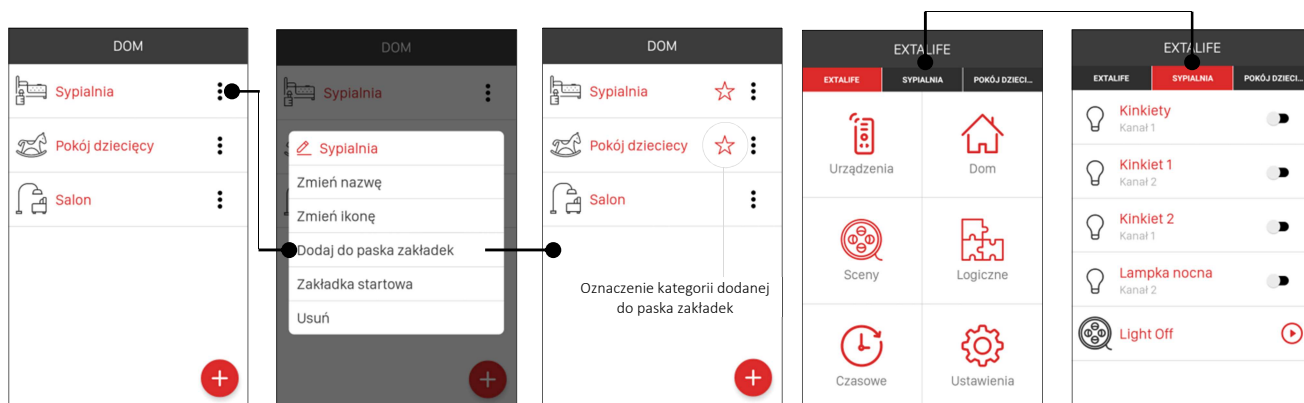 DOM
Sypialnia
Pokój dziecięcy
Salon
DOM
Sypialnia
Sypialnia
Zmień nazwę
Zmień ikonę
Dodaj do paska zakładek
Zakładka startowa
Usuń
DOM
Sypialnia
Pokój dzieciecy
Salon
Oznaczenie kategorii dodanej
do paska zakładek
EXTALIFE
EXTALIFE SYPIALNIA POKÓJ DZIECI...
Urządzenia Dom
Sceny Logiczne
Czasowe Ustawienia
EXTALIFE
EXTALIFE SYPIALNIA POKÓJ DZIECI...
Kinkiety
Kanał 1
Kinkiet 1
Kanał 2
Kinkiet 2
Kanał 1
Lampka nocna
Kanał 2
Light Off